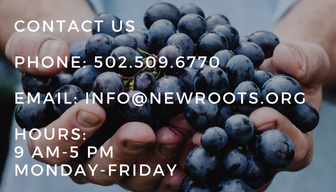 CONTACT US
PHONE: 502.509.6770
EMAIL: INFO@NEWROOTS.ORG
HOURS:
9 AM-5 PM
MONDAY-FRIDAY